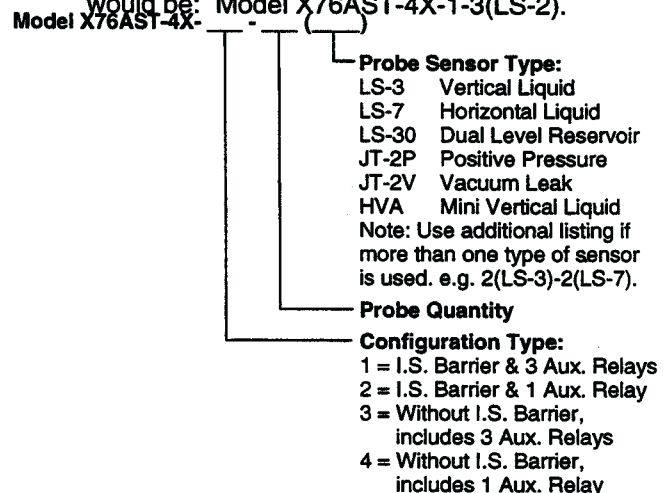 would be: Model X76AST-4X-1-3(LS-2).
Model X76AST-4X- __ - __ (__)
Probe Sensor Type:
LS-3 Vertical Liquid
LS-7 Horizontal Liquid
LS-30 Dual Level Reservoir
JT-2P Positive Pressure
JT-2V Vacuum Leak
HVA Mini Vertical Liquid
Note: Use additional listing if
more than one type of sensor
is used. e.g. 2(LS-3)-2(LS-7).
Probe Quantity
Configuration Type:
1 = I.S. Barrier & 3 Aux. Relays
2 = I.S. Barrier & 1 Aux. Relay
3 = Without I.S. Barrier,
includes 3 Aux. Relays
4 = Without I.S. Barrier,
includes 1 Aux. Relay